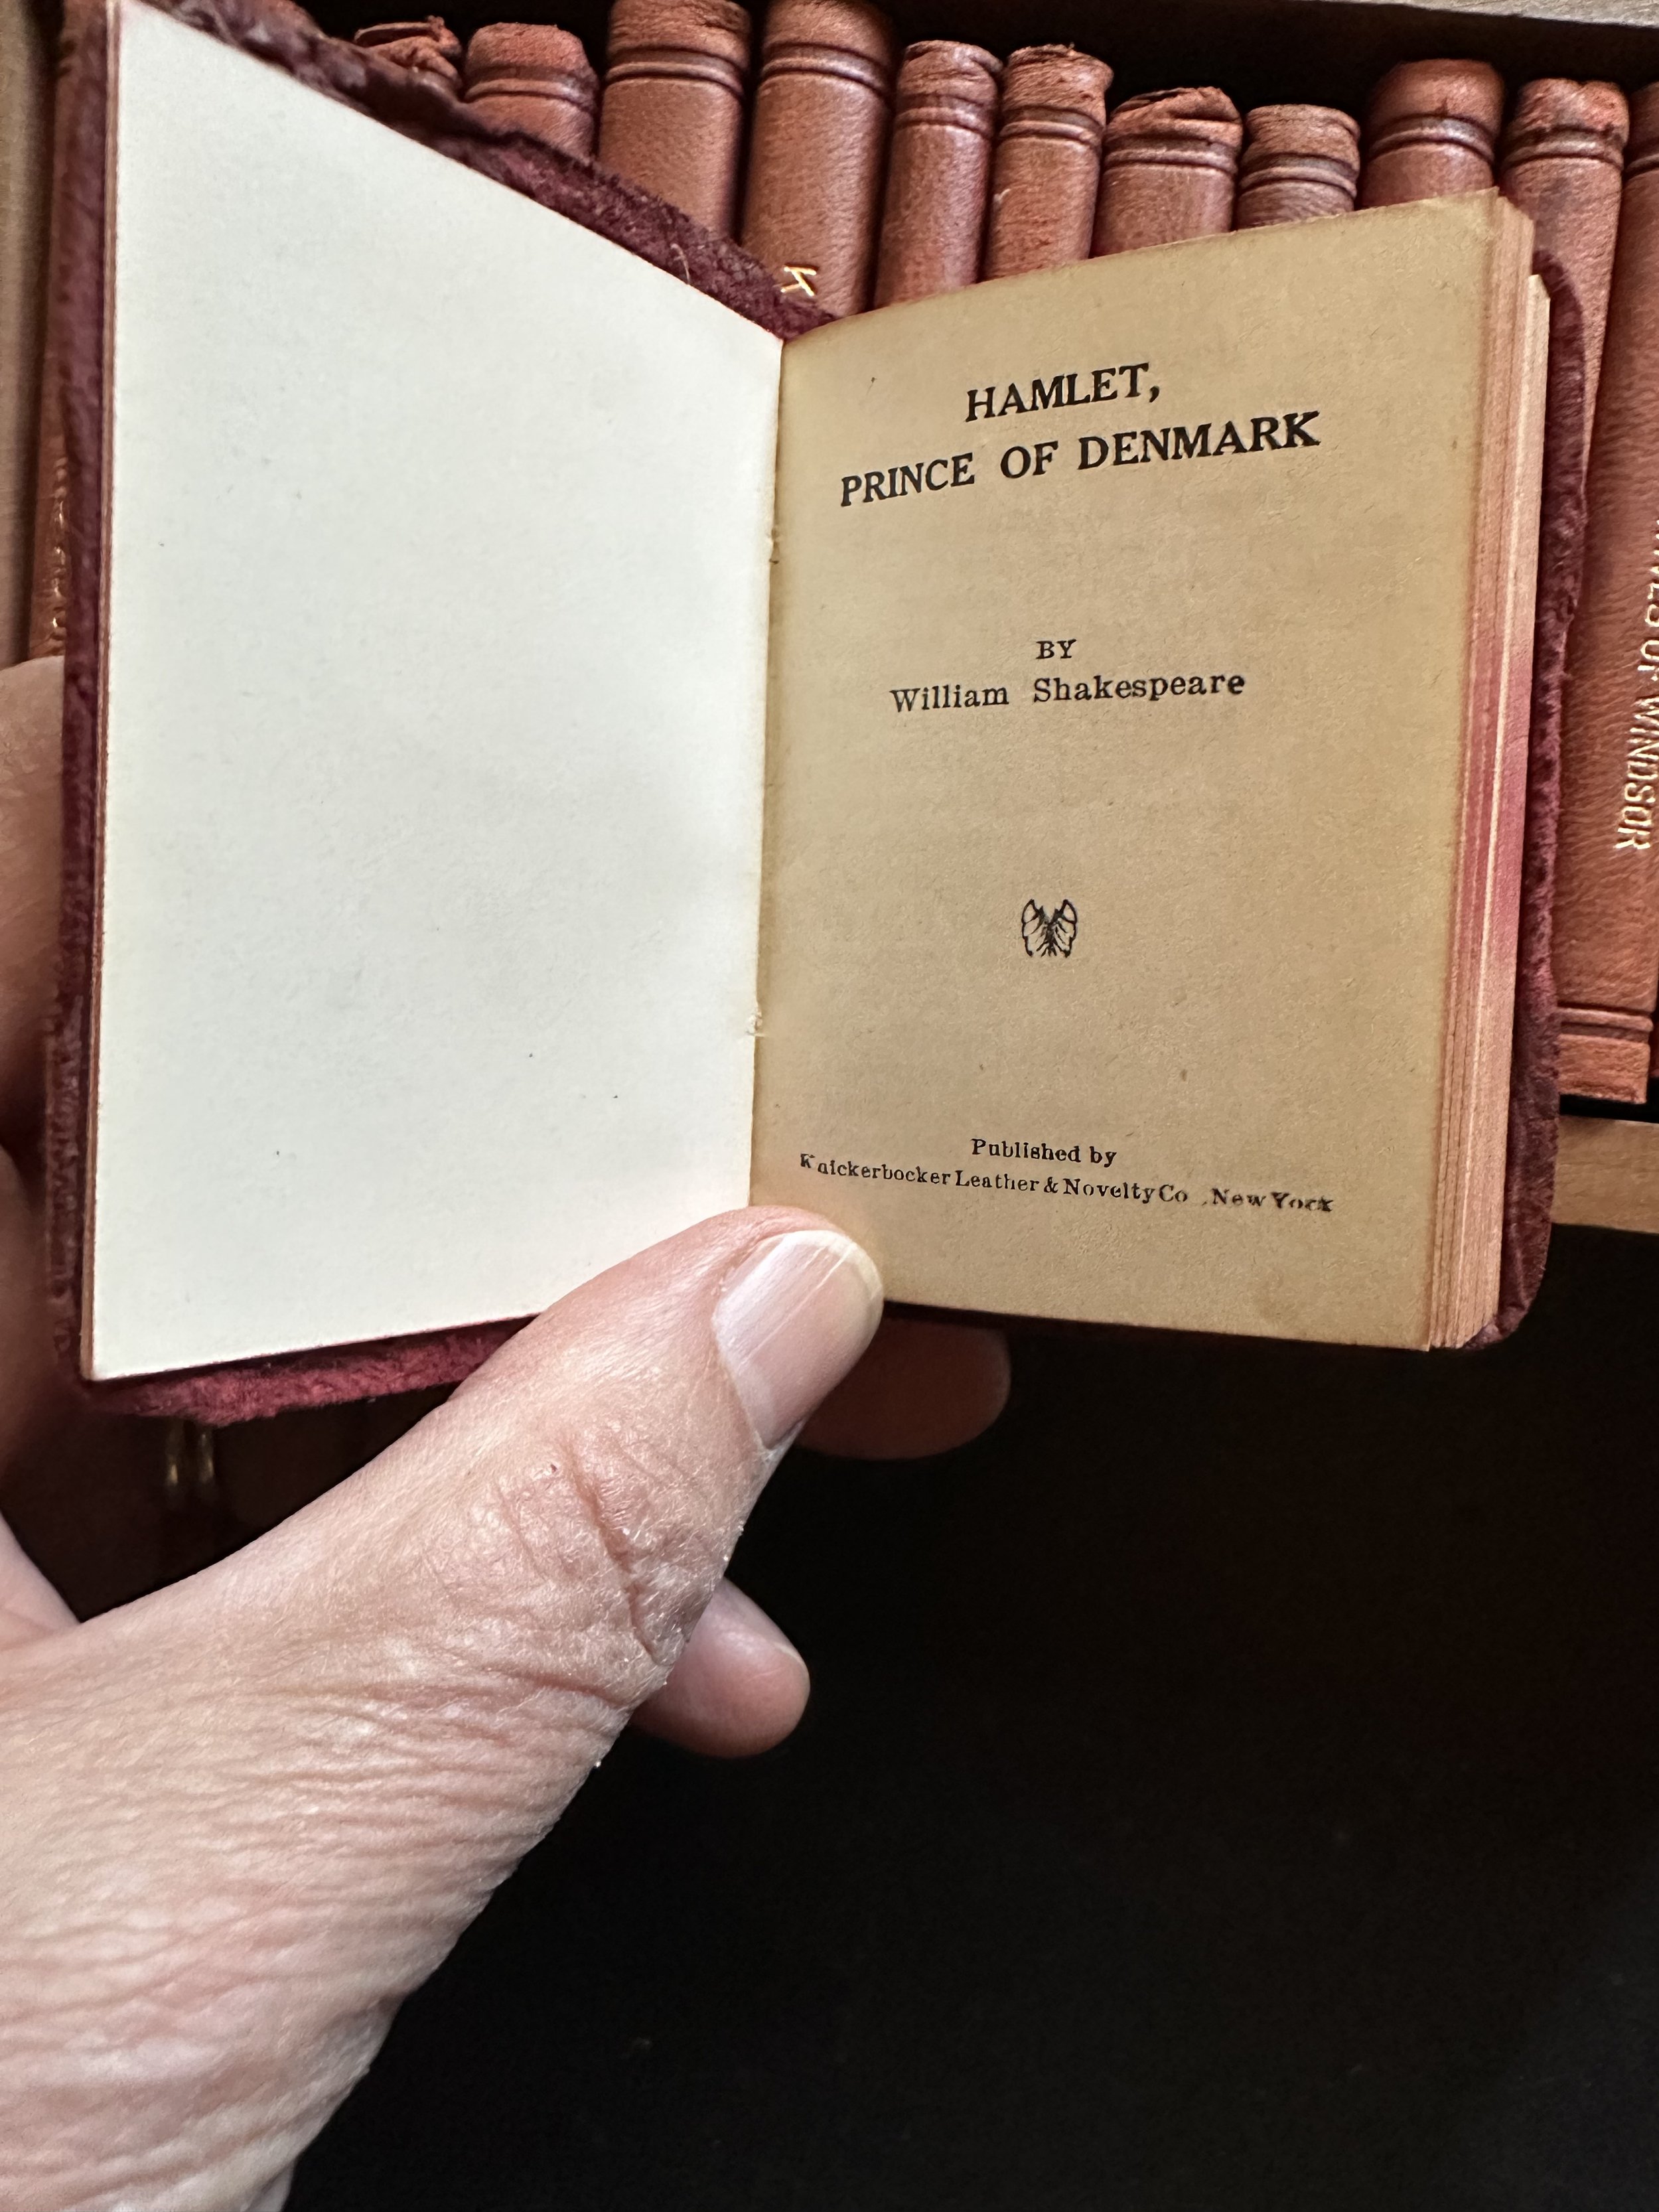 HAMLET,
PRINCE OF DENMARK
BY
William Shakespeare
Published by
Knickerbocker Leather & Novelty Co , New York
K
WIVES OF WINDSOR